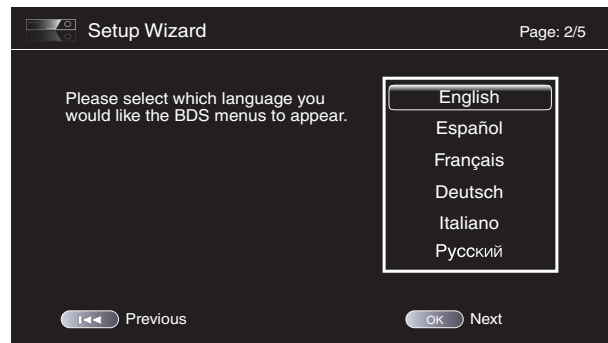 Setup Wizard
Page: 2/5
Please select which language you
would like the BDS menus to appear.
English
Español
Français
Deutsch
Italiano
Русский
Previous
OK Next